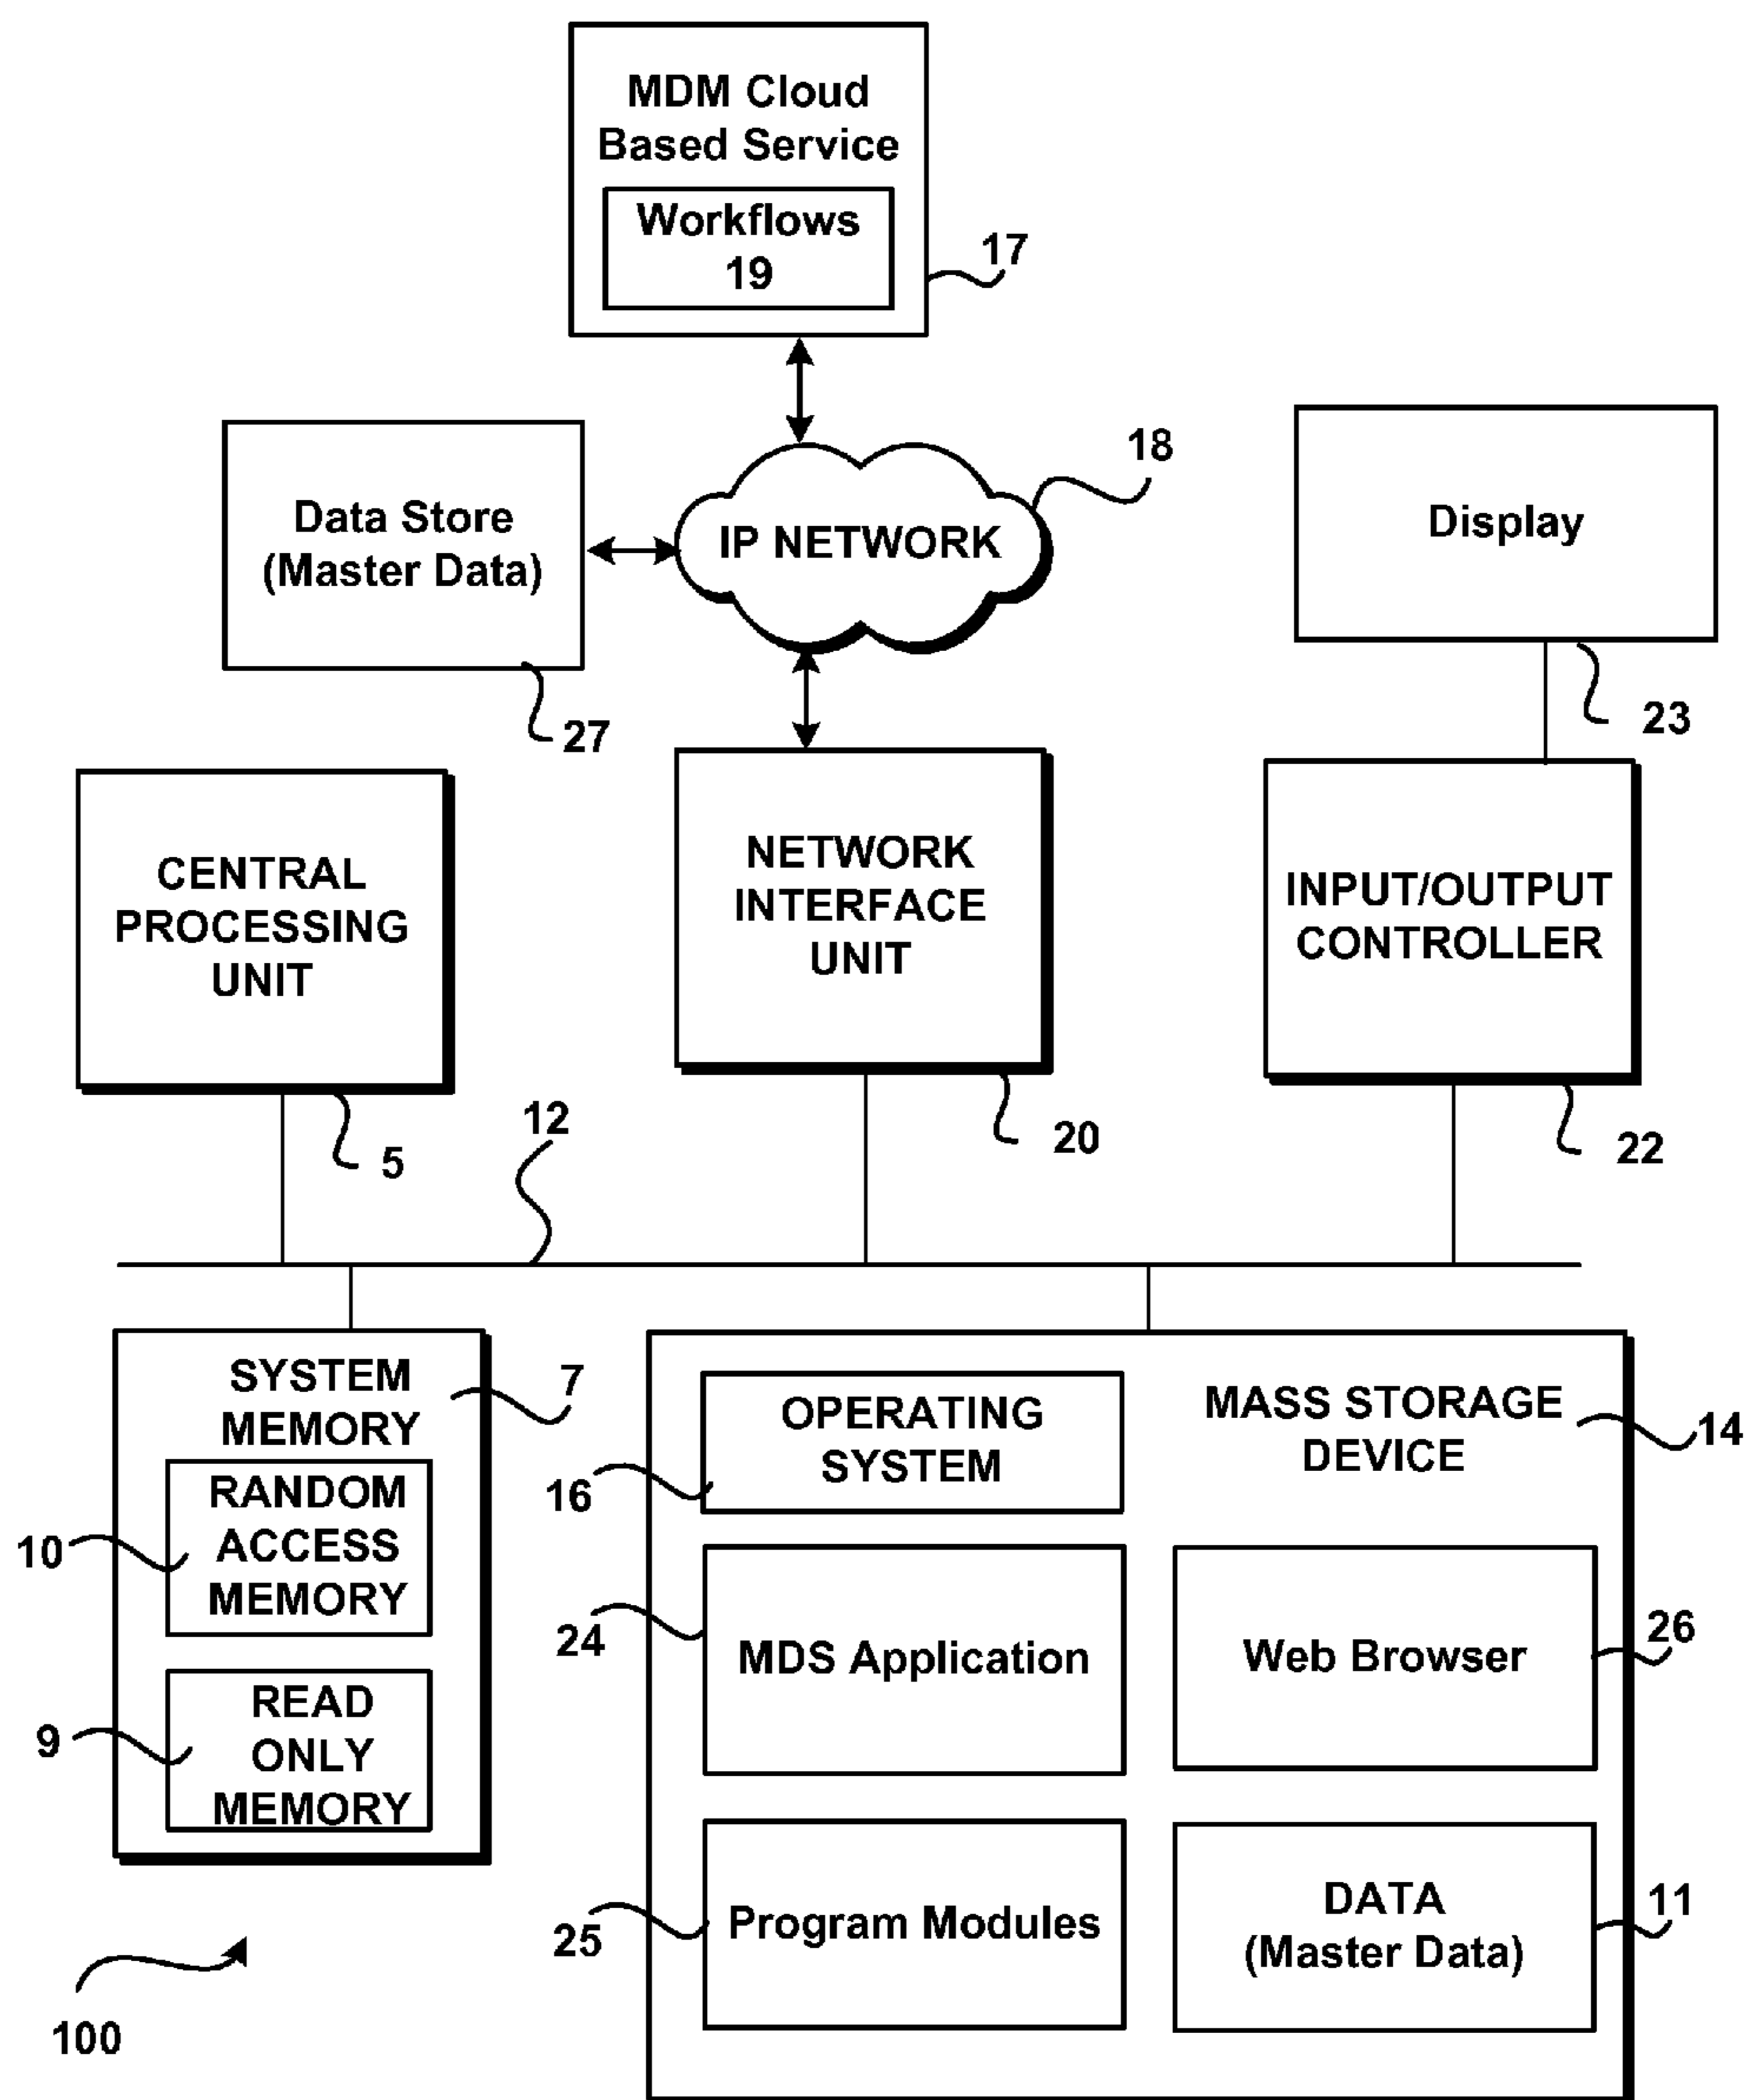 MDM Cloud
Based Service
Workflows
19
17
18
Data Store
(Master Data)
IP NETWORK
Display
27
23
CENTRAL
PROCESSING
UNIT
NETWORK
INTERFACE
UNIT
INPUT/OUTPUT
CONTROLLER
12
5
20
22
SYSTEM
MEMORY
7
RANDOM
ACCESS
MEMORY
10
READ
ONLY
MEMORY
9
OPERATING
SYSTEM
16
MASS STORAGE
DEVICE
14
MDS Application
24
Web Browser
26
Program Modules
25
DATA
(Master Data)
11
100